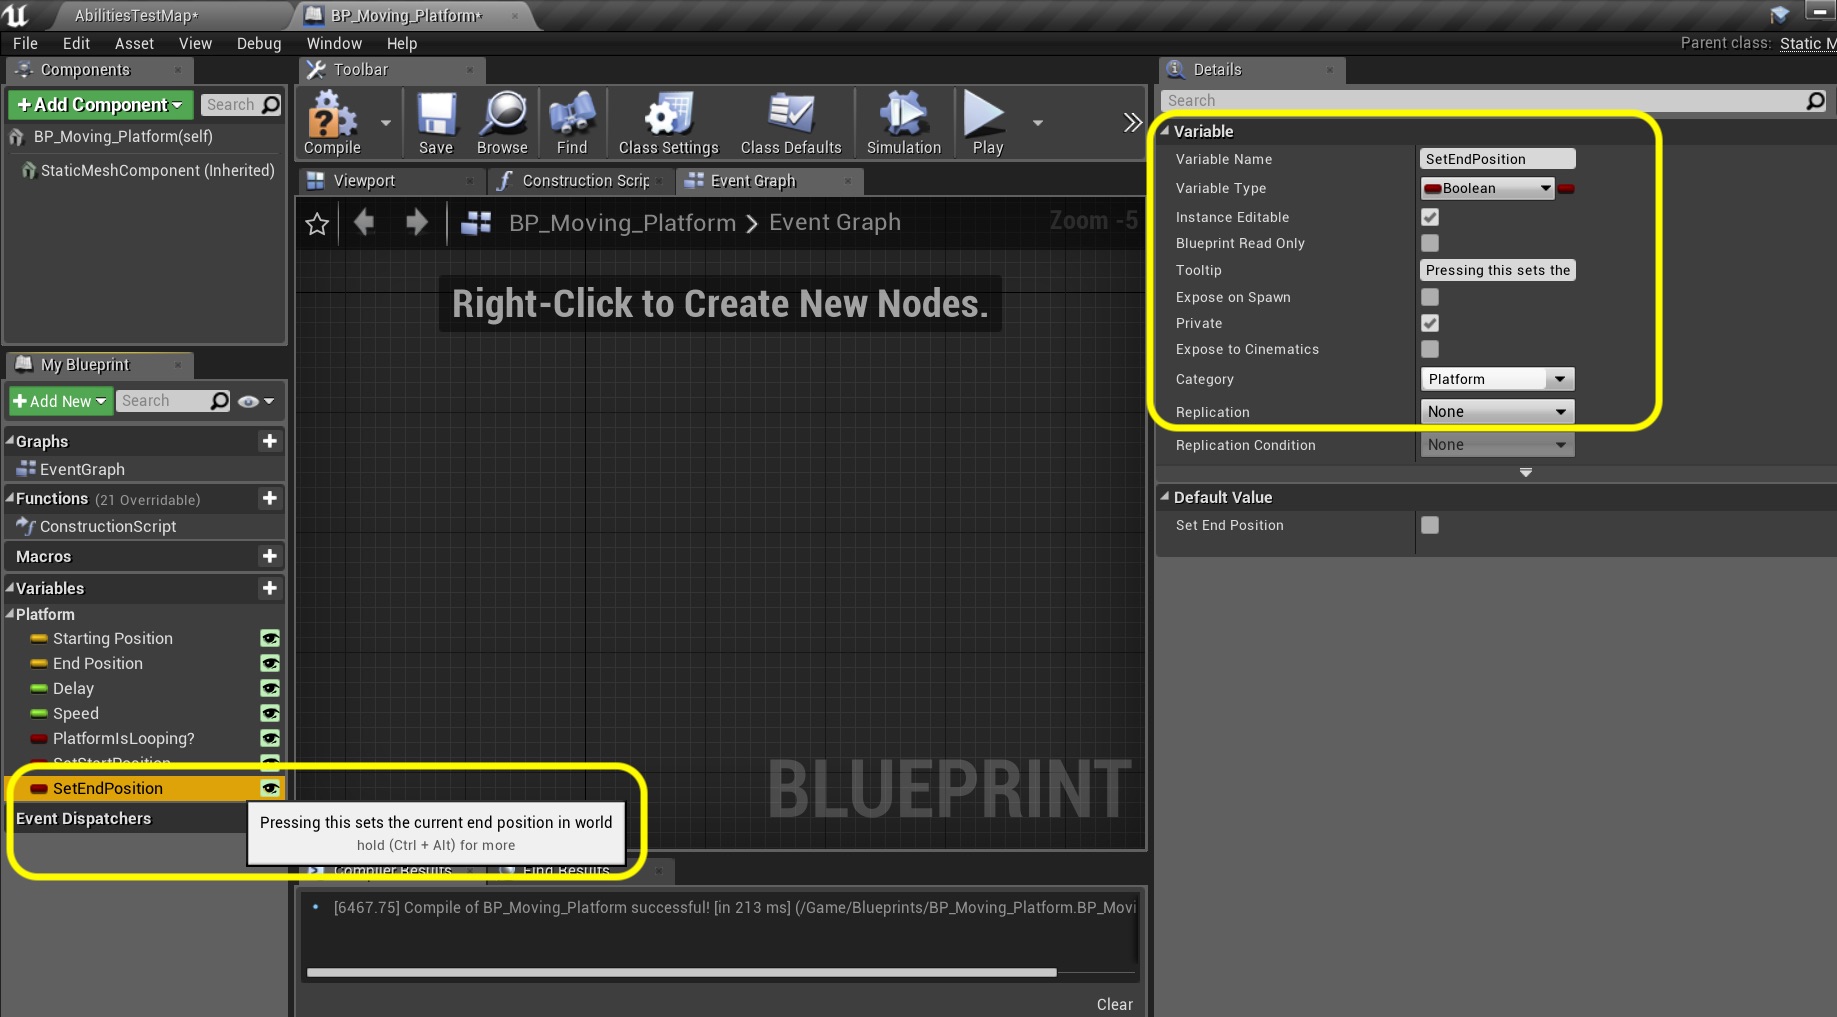 AbilitiesTestMap*
BP_Moving_Platform*
File Edit Asset View Debug Window Help
Parent class: Static M
Components
+Add Component
Search
BP_Moving_Platform(self)
StaticMeshComponent (Inherited)
My Blueprint
+Add New
Search
Graphs
EventGraph
Functions (21 Overridable)
ConstructionScript
Macros
Variables
Platform
Starting Position
End Position
Delay
Speed
PlatformIsLooping?
SetStartPosition
SetEndPosition
Event Dispatchers
Pressing this sets the current end position in world
hold (Ctrl + Alt) for more
Toolbar
Compile Save Browse Find Class Settings Class Defaults Simulation Play
Viewport
Construction Scrip
Event Graph
BP_Moving_Platform > Event Graph
Zoom -5
Right-Click to Create New Nodes.
BLUEPRINT
Compiler Results
Find Results
[6467.75] Compile of BP_Moving_Platform successful! [in 213 ms] (/Game/Blueprints/BP_Moving_Platform.BP_Movi
Clear
Details
Search
Variable
Variable Name SetEndPosition
Variable Type Boolean
Instance Editable
Blueprint Read Only
Tooltip Pressing this sets the
Expose on Spawn
Private
Expose to Cinematics
Category Platform
Replication None
Replication Condition None
Default Value
Set End Position